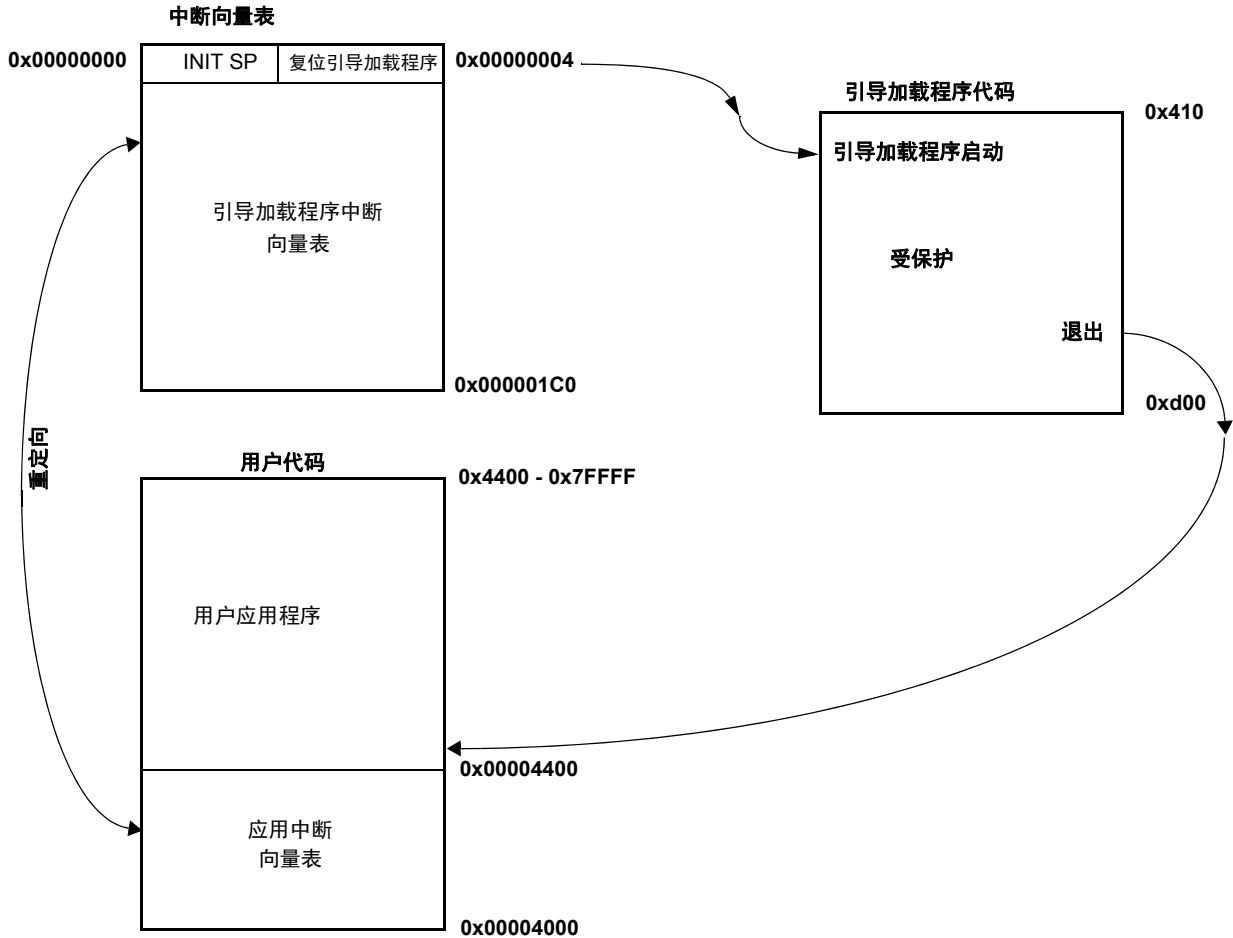 中断向量表
0x00000000
INIT SP
复位引导加载程序
0x00000004
引导加载程序代码
0x410
引导加载程序启动
引导加载程序中断
向量表
受保护
退出
0x000001C0
0xd00
重定向
用户代码
0x4400 - 0x7FFFF
用户应用程序
0x00004400
应用中断
向量表
0x00004000